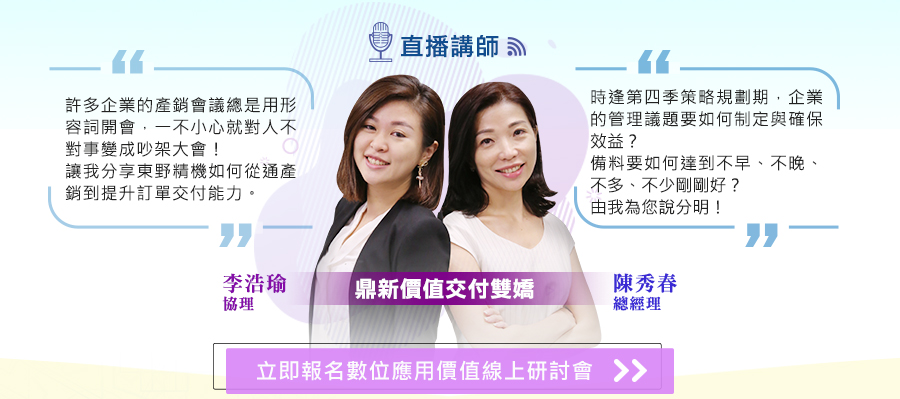 直播講師
許多企業的產銷會議總是用形
容詞開會，一不小心就對人不
對事變成吵架大會！
讓我分享東野精機如何從通產
銷到提升訂單交付能力。
時逢第四季策略規劃期，企業
的管理議題要如何制定與確保
效益？
備料要如何達到不早、不晚、
不多、不少剛剛好？
由我為您說分明！
李浩瑜
協理
鼎新價值交付雙嬌
陳秀春
總經理
立即報名數位應用價值線上研討會